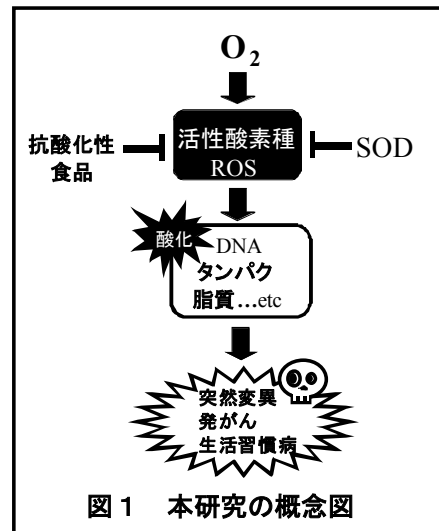 O₂
抗酸化性
食品
活性酸素種
ROS
SOD
酸化
DNA
タンパク
脂質…etc
突然変異
発がん
生活習慣病
図1 本研究の概念図